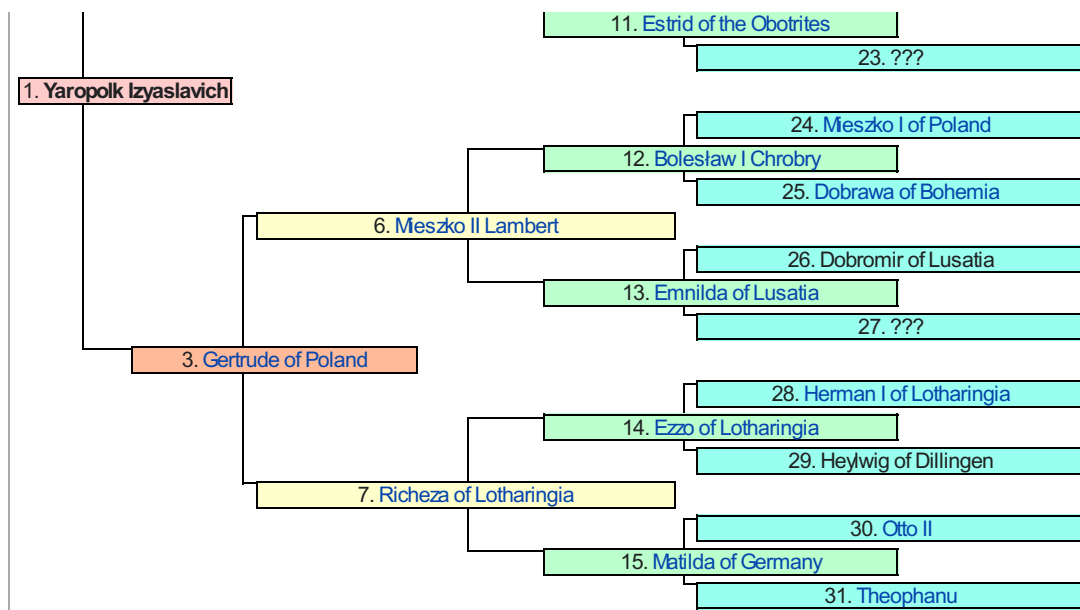 11. Estrid of the Obotrites
23. ???
1. Yaropolk Izyaslavich
24. Mieszko I of Poland
12. Bolesław I Chrobry
25. Dobrawa of Bohemia
6. Mieszko II Lambert
26. Dobromir of Lusatia
13. Emnilda of Lusatia
27. ???
3. Gertrude of Poland
28. Herman I of Lotharingia
14. Ezzo of Lotharingia
29. Heylwig of Dillingen
7. Richeza of Lotharingia
30. Otto II
15. Matilda of Germany
31. Theophanu